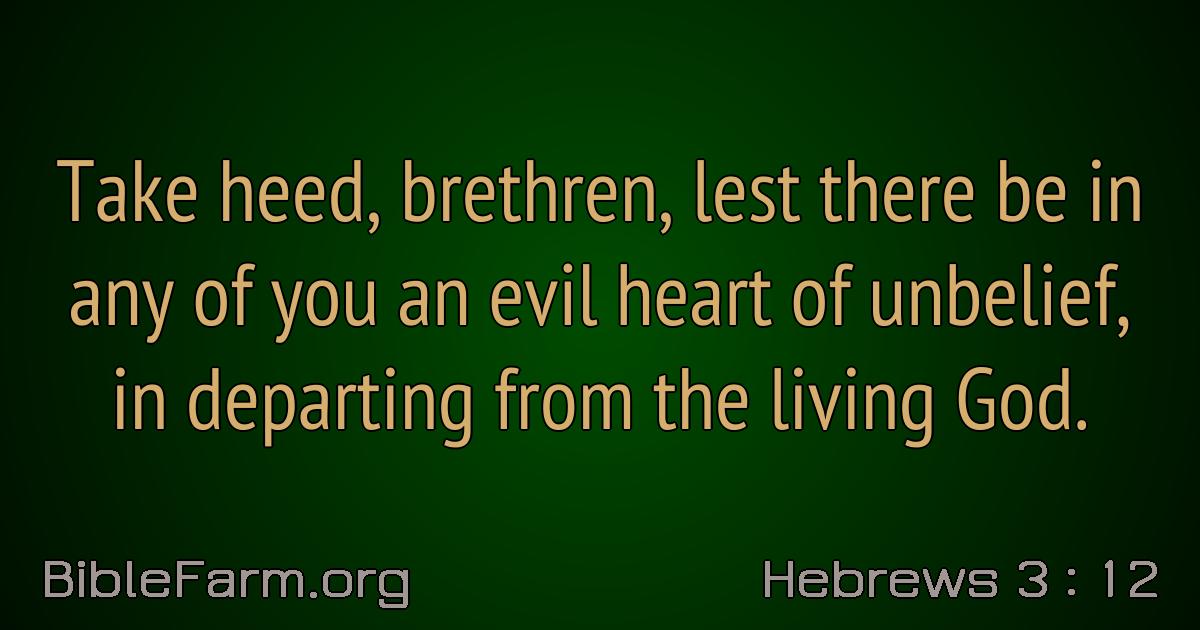 Take heed, brethren, lest there be in
any of you an evil heart of unbelief,
in departing from the living God.
BibleFarm.org
Hebrews 3 : 12